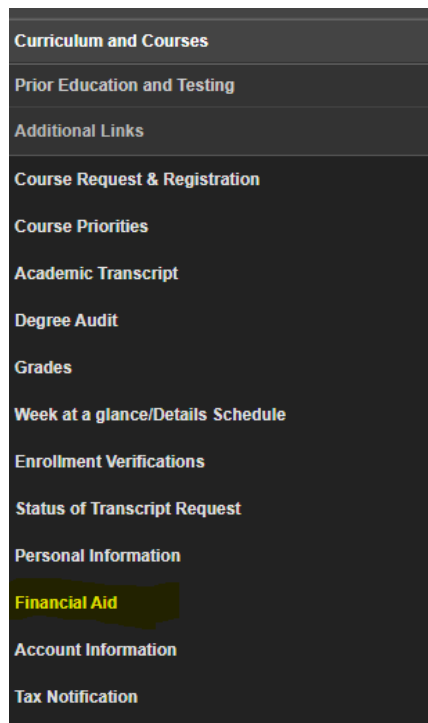 Curriculum and Courses
Prior Education and Testing
Additional Links
Course Request & Registration
Course Priorities
Academic Transcript
Degree Audit
Grades
Week at a glance/Details Schedule
Enrollment Verifications
Status of Transcript Request
Personal Information
Financial Aid
Account Information
Tax Notification